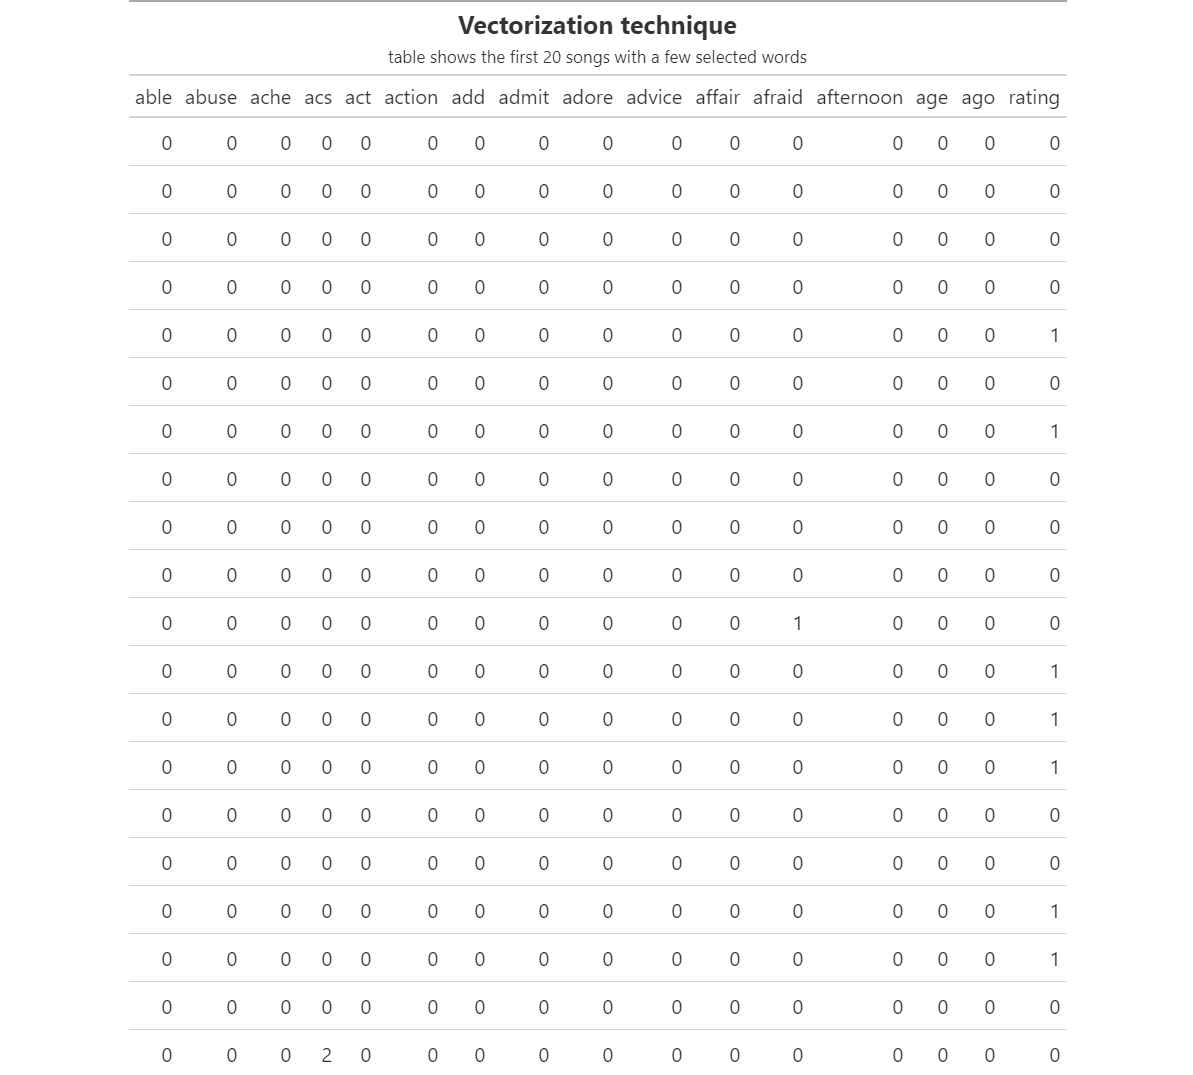 Vectorization technique
table shows the first 20 songs with a few selected words
able abuse ache acs act action add admit adore advice affair afraid afternoon age ago rating
0 0 0 0 0 0 0 0 0 0 0 0 0 0 0 0
0 0 0 0 0 0 0 0 0 0 0 0 0 0 0 0
0 0 0 0 0 0 0 0 0 0 0 0 0 0 0 0
0 0 0 0 0 0 0 0 0 0 0 0 0 0 0 0
0 0 0 0 0 0 0 0 0 0 0 0 0 0 0 1
0 0 0 0 0 0 0 0 0 0 0 0 0 0 0 0
0 0 0 0 0 0 0 0 0 0 0 0 0 0 0 1
0 0 0 0 0 0 0 0 0 0 0 0 0 0 0 0
0 0 0 0 0 0 0 0 0 0 0 0 0 0 0 0
0 0 0 0 0 0 0 0 0 0 0 0 0 0 0 0
0 0 0 0 0 0 0 0 0 0 0 1 0 0 0 0
0 0 0 0 0 0 0 0 0 0 0 0 0 0 0 1
0 0 0 0 0 0 0 0 0 0 0 0 0 0 0 1
0 0 0 0 0 0 0 0 0 0 0 0 0 0 0 1
0 0 0 0 0 0 0 0 0 0 0 0 0 0 0 0
0 0 0 0 0 0 0 0 0 0 0 0 0 0 0 0
0 0 0 0 0 0 0 0 0 0 0 0 0 0 0 1
0 0 0 0 0 0 0 0 0 0 0 0 0 0 0 1
0 0 0 0 0 0 0 0 0 0 0 0 0 0 0 0
0 0 0 2 0 0 0 0 0 0 0 0 0 0 0 0